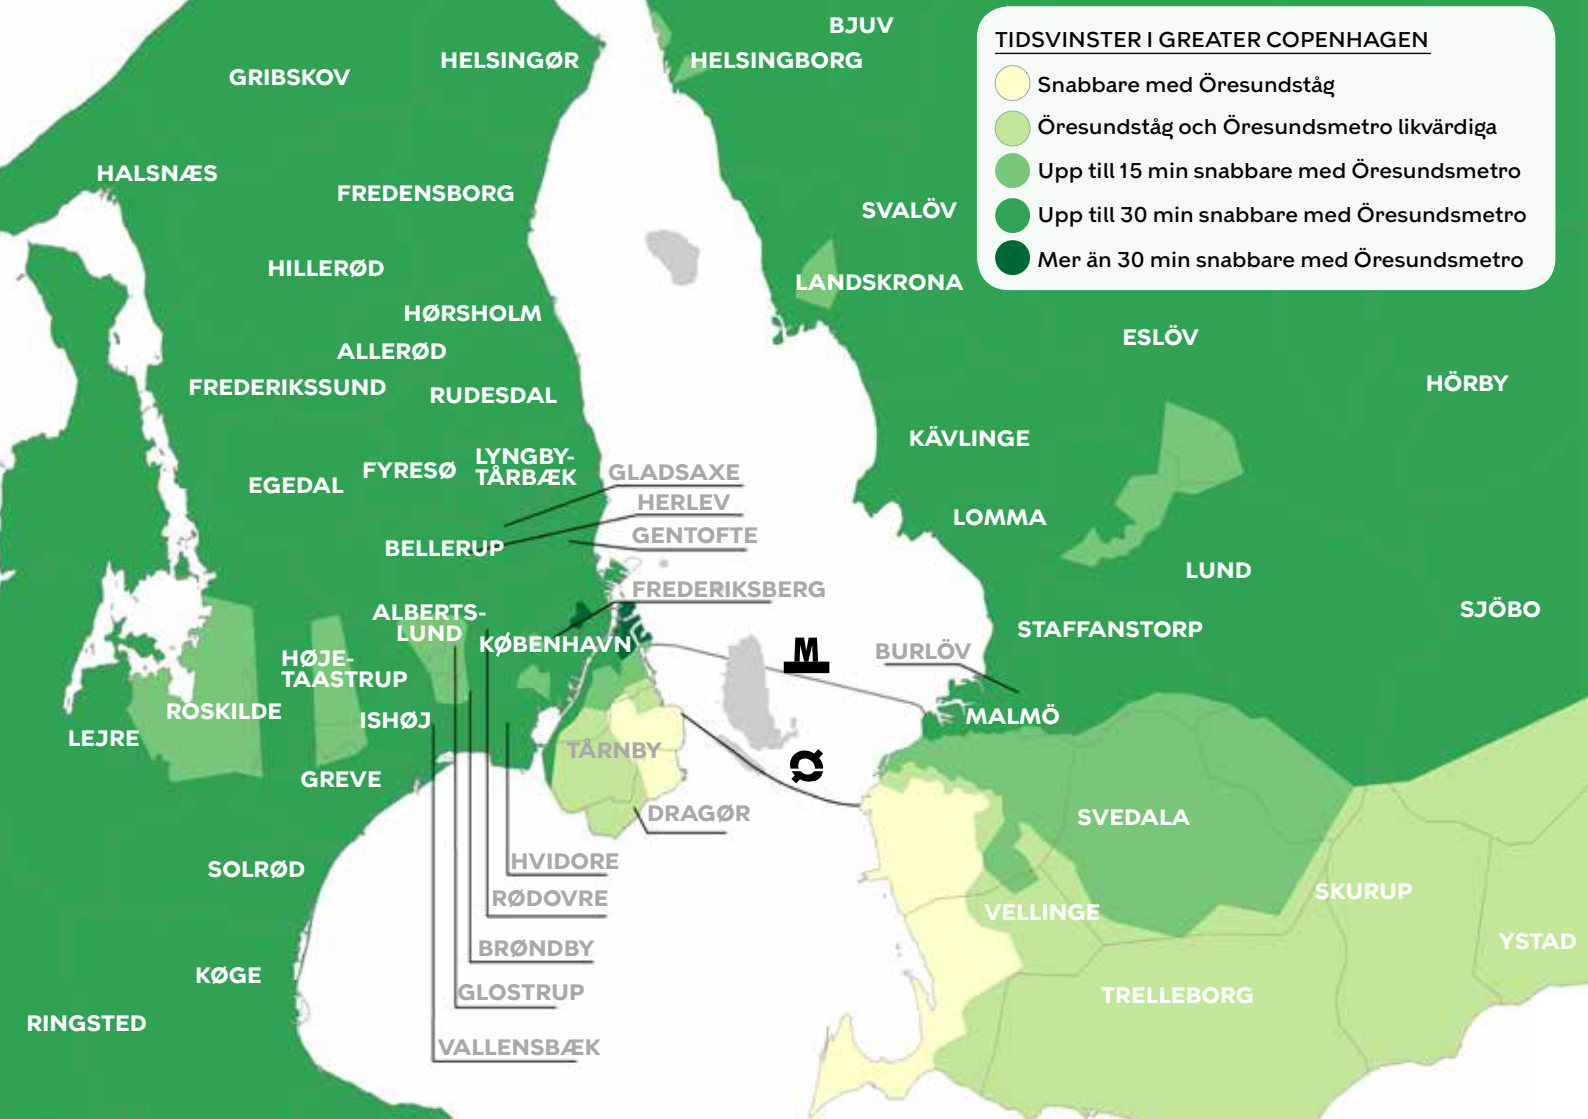 BJUV
HELSINGØR
HELSINGBORG
GRIBSKOV
TIDSVINSTER I GREATER COPENHAGEN
Snabbare med Öresundståg
Öresundståg och Öresundsmetro likvärdiga
Upp till 15 min snabbare med Öresundsmetro
Upp till 30 min snabbare med Öresundsmetro
Mer än 30 min snabbare med Öresundsmetro
HALSNÆS
FREDENSBORG
SVALÖV
HILLERØD
LANDSKRONA
HØRSHOLM
ESLÖV
ALLERØD
HÖRBY
FREDERIKSSUND
RUDESDAL
KÄVLINGE
LYNGBY-
TÅRBÆK
FYRESØ
GLADSAXE
EGEDAL
HERLEV
LOMMA
GENTOFTE
BELLERUP
LUND
FREDERIKSBERG
SJÖBO
ALBERTS-
LUND
STAFFANSTORP
KØBENHAVN
M
BURLÖV
HØJE-
TAASTRUP
ROSKILDE
ISHØJ
MALMÖ
LEJRE
TÅRNBY
Ø
GREVE
DRAGØR
SVEDALA
HVIDORE
SOLRØD
SKURUP
RØDOVRE
VELLINGE
YSTAD
BRØNDBY
KØGE
GLOSTRUP
TRELLEBORG
RINGSTED
VALLENSBÆK